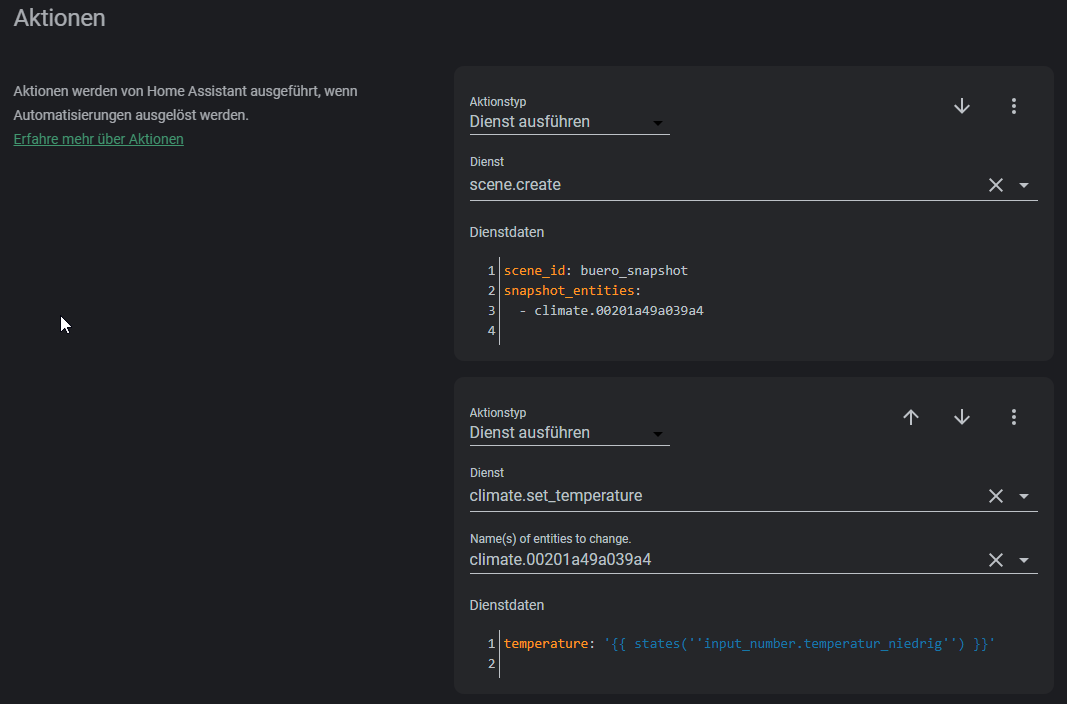 Aktionen
Aktionen werden von Home Assistant ausgeführt, wenn
Automatisierungen ausgelöst werden.
Erfahre mehr über Aktionen
Aktionstyp
Dienst ausführen
Dienst
scene.create
Dienstdaten
1 scene_id: buero_snapshot
2 snapshot_entities:
3   - climate.00201a49a039a4
4
Aktionstyp
Dienst ausführen
Dienst
climate.set_temperature
Name(s) of entities to change.
climate.00201a49a039a4
Dienstdaten
1 temperature: '{{ states(''input_number.temperatur_niedrig'') }}'
2